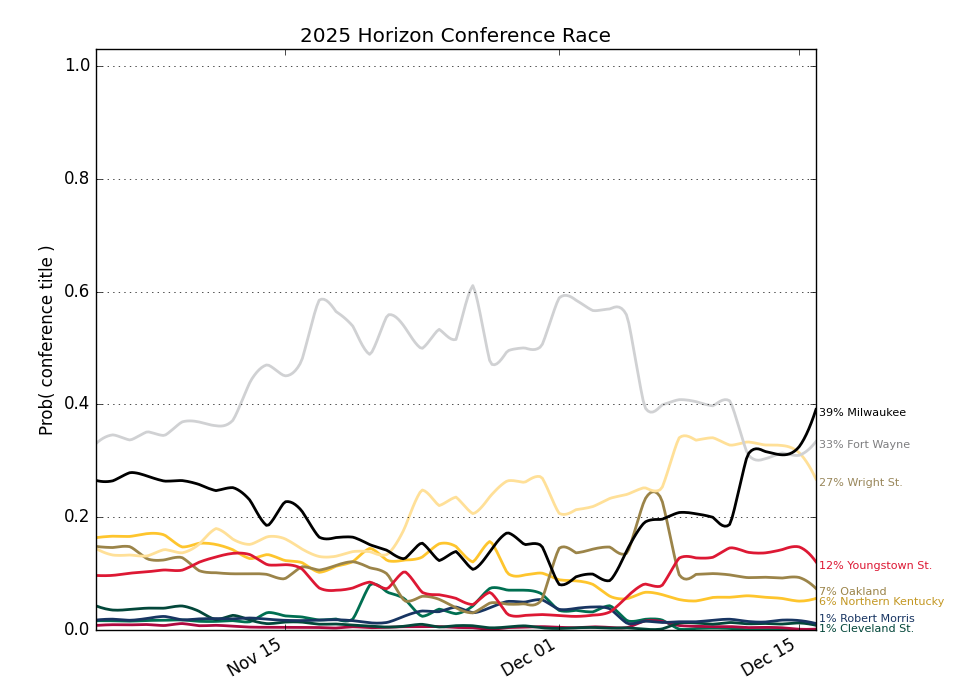 2025 Horizon Conference Race
Prob( conference title )
1.0
0.8
0.6
0.4
0.2
0.0
Nov 15
Dec 01
Dec 15
39% Milwaukee
33% Fort Wayne
27% Wright St.
12% Youngstown St.
7% Oakland
6% Northern Kentucky
1% Robert Morris
1% Cleveland St.